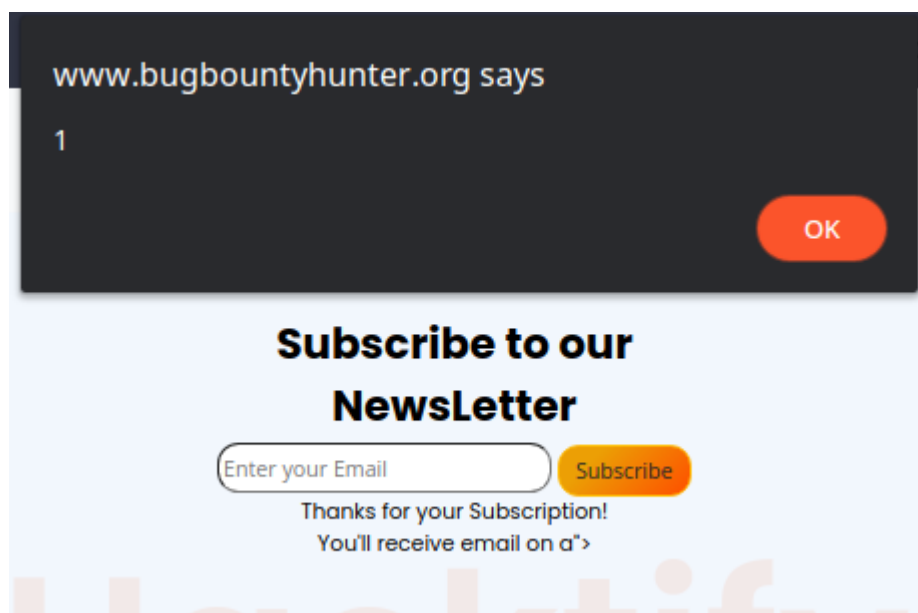 www.bugbountyhunter.org says
1
OK
Subscribe to our
NewsLetter
Enter your Email
Subscribe
Thanks for your Subscription!
You'll receive email on a">